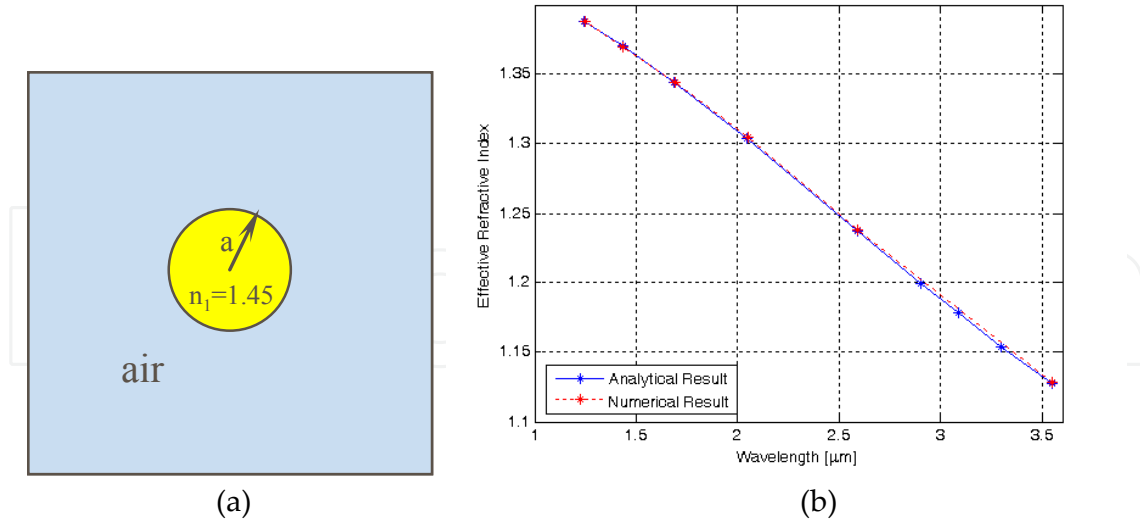 a
n₁=1.45
air
(a)
1.35
1.3
1.25
1.2
1.15
1.1
Effective Refractive Index
Analytical Result
Numerical Result
1
1.5
2
2.5
3
3.5
Wavelength [μm]
(b)